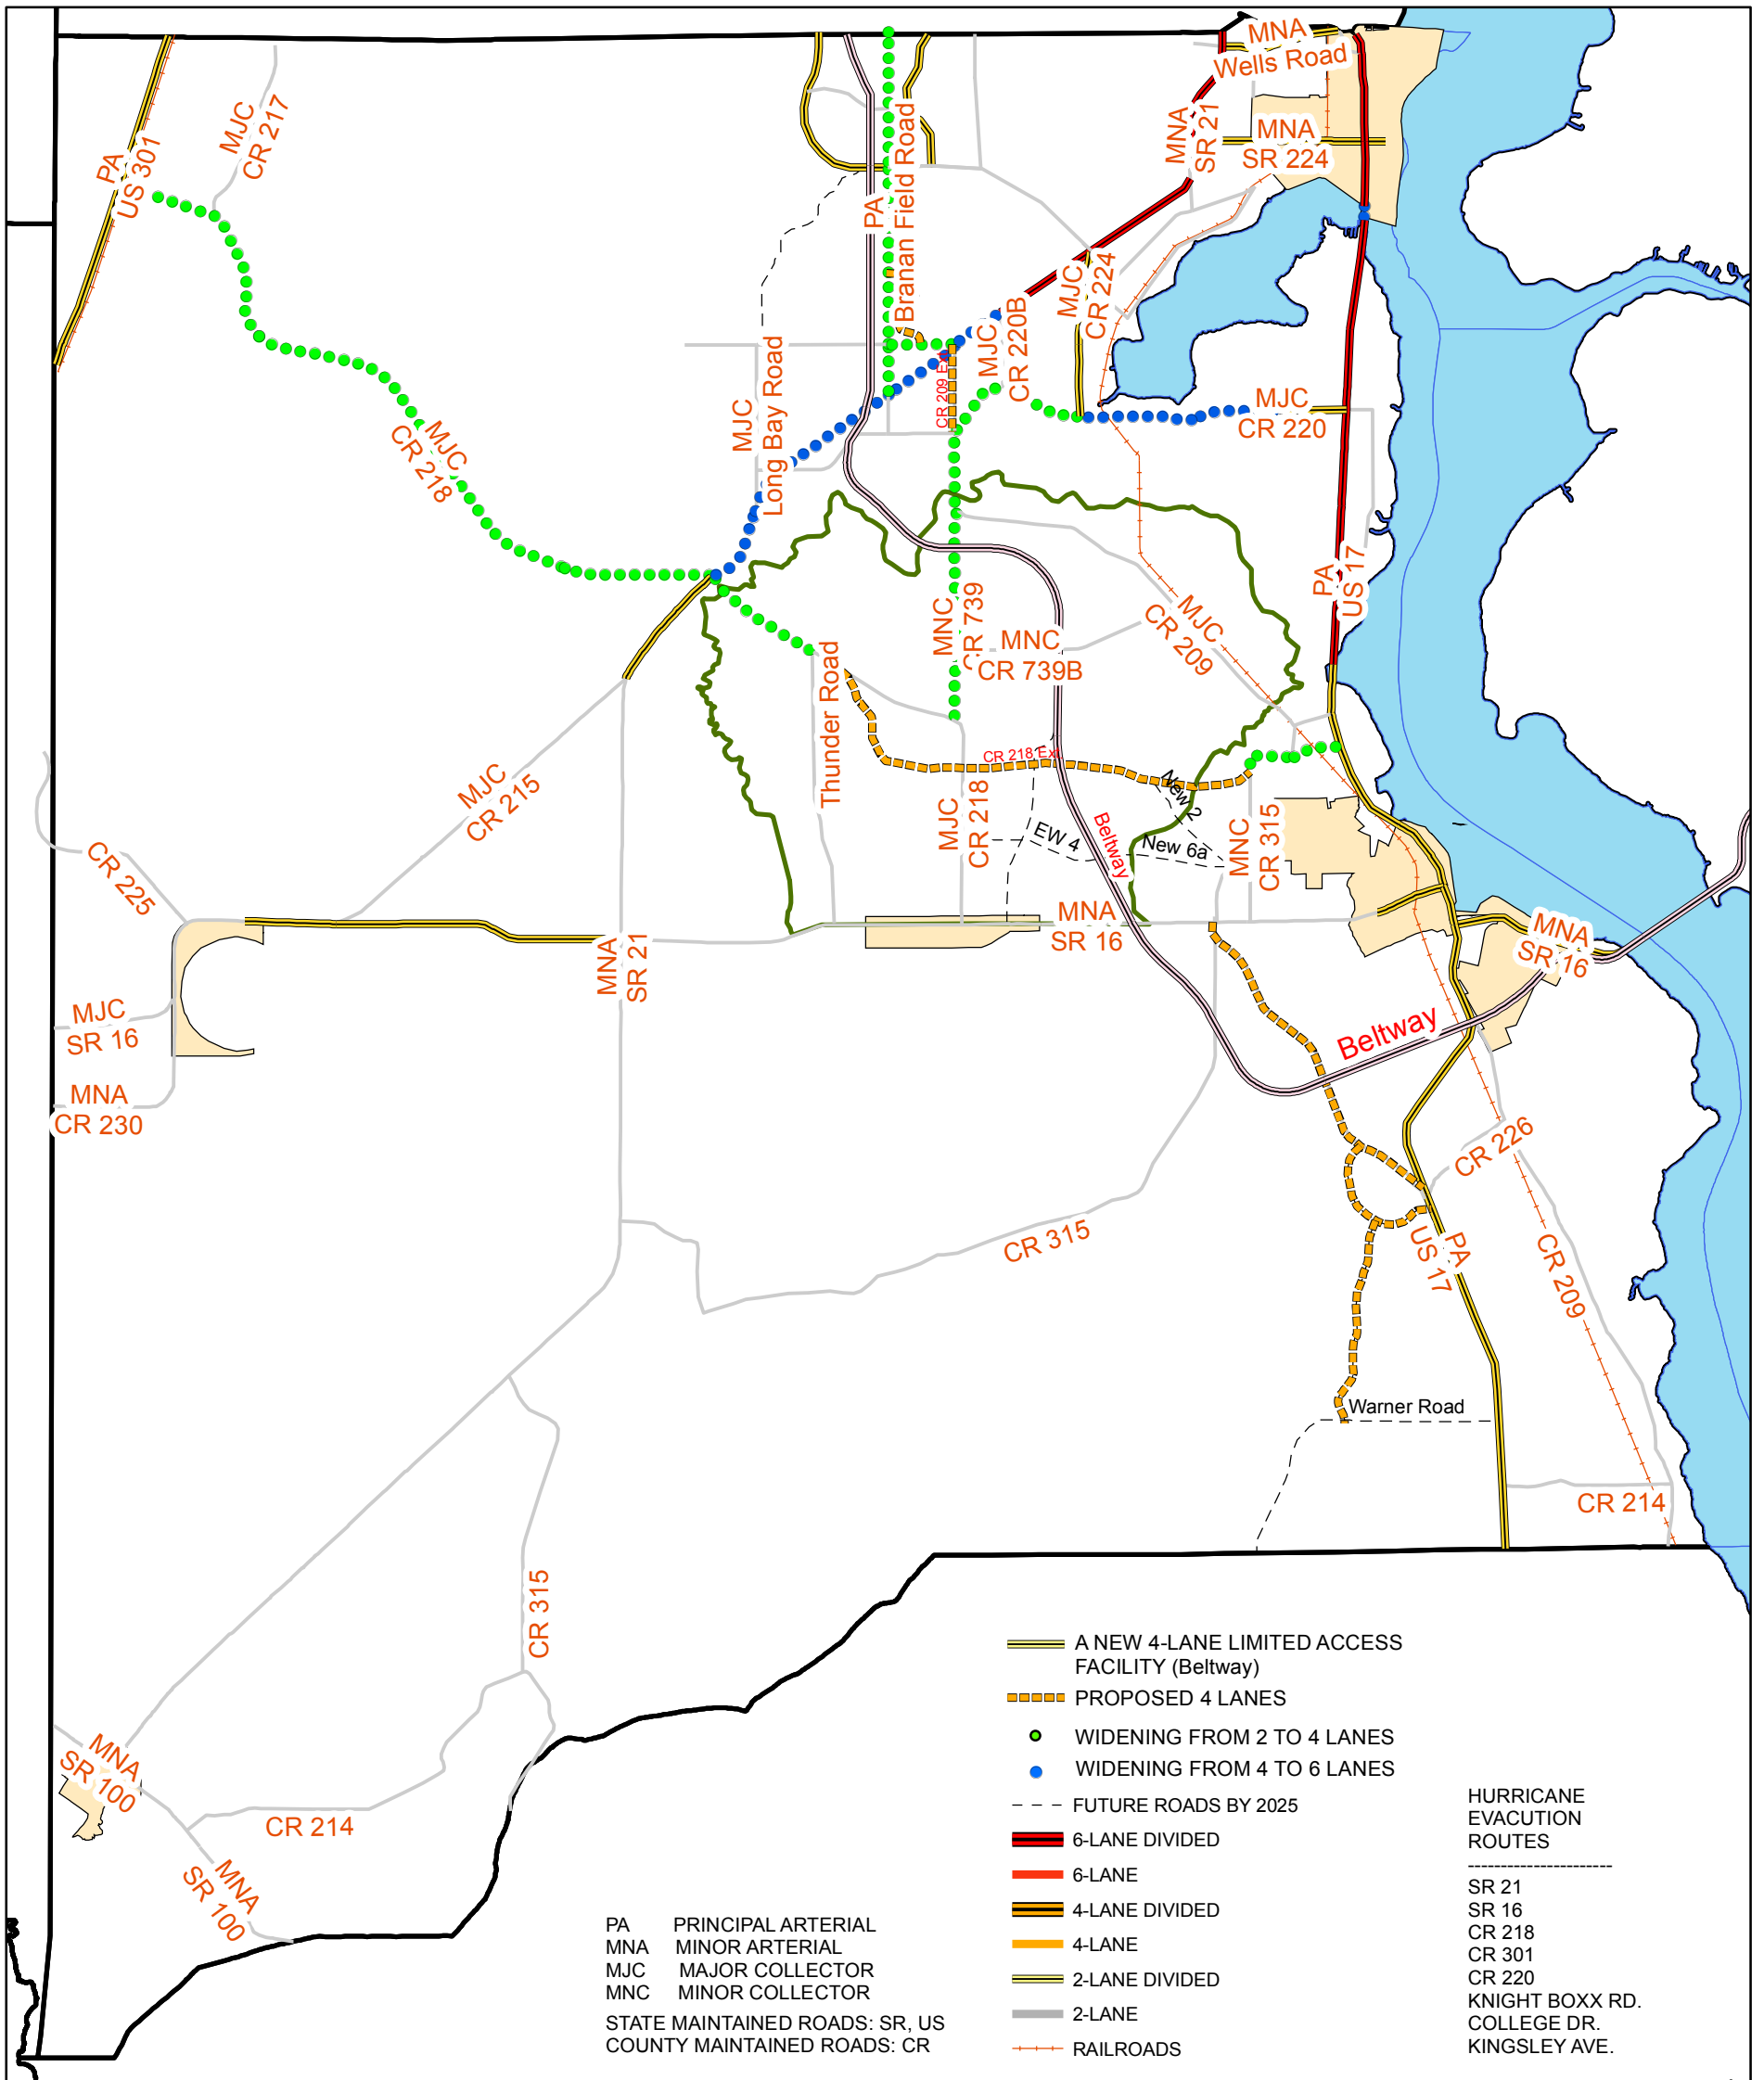 MNA
Wells Road
MJC
CR 217
PA
US 301
MNA
SR 21
MNA
SR 224
PA
Branan Field Road
MJC
CR 224
MJC
CR 220B
MJC
Long Bay Road
CR 209 Ext
MJC
CR 220
MJC
CR 218
PA
US 17
MNC
CR 739
MNC
CR 739B
MJC
CR 209
Thunder Road
CR 218 Ext
MJC
CR 215
MJC
CR 218
New 2
EW 4
Beltway
New 6a
MNC
CR 315
CR 225
MNA
SR 16
MNA
SR 16
MNA
SR 21
MJC
SR 16
Beltway
MNA
CR 230
CR 226
CR 315
PA
US 17
CR 209
Warner Road
CR 214
CR 315
MNA
SR 100
CR 214
MNA
SR 100
A NEW 4-LANE LIMITED ACCESS
FACILITY (Beltway)
PROPOSED 4 LANES
WIDENING FROM 2 TO 4 LANES
WIDENING FROM 4 TO 6 LANES
FUTURE ROADS BY 2025
6-LANE DIVIDED
6-LANE
4-LANE DIVIDED
4-LANE
2-LANE DIVIDED
2-LANE
RAILROADS
HURRICANE
EVACUTION
ROUTES
----------------------
SR 21
SR 16
CR 218
CR 301
CR 220
KNIGHT BOXX RD.
COLLEGE DR.
KINGSLEY AVE.
PA PRINCIPAL ARTERIAL
MNA MINOR ARTERIAL
MJC MAJOR COLLECTOR
MNC MINOR COLLECTOR
STATE MAINTAINED ROADS: SR, US
COUNTY MAINTAINED ROADS: CR